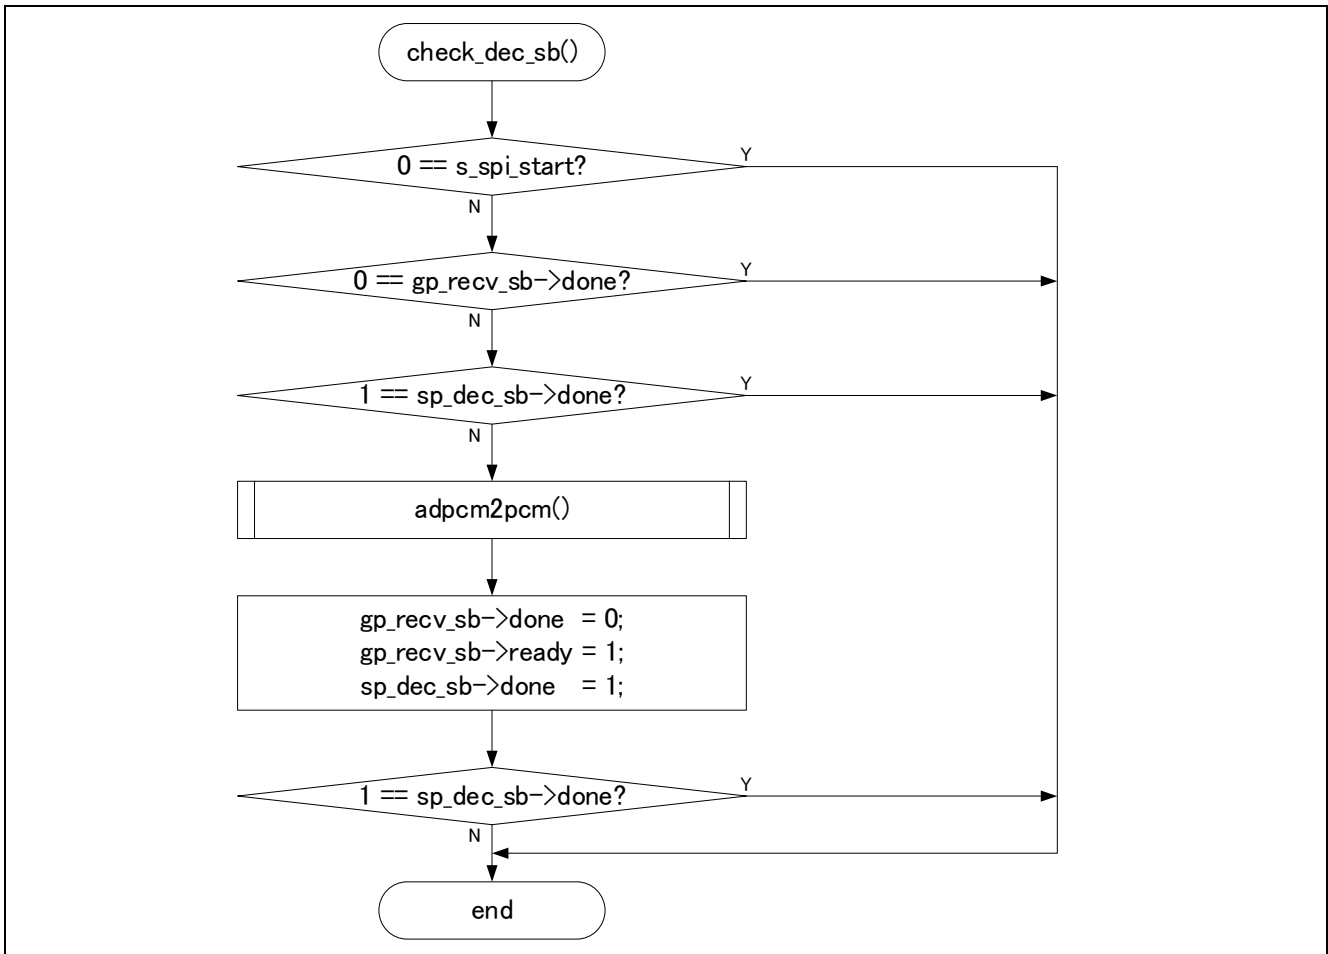 check_dec_sb()
0 == s_spi_start?
Y
N
0 == gp_recv_sb->done?
Y
N
1 == sp_dec_sb->done?
Y
N
adpcm2pcm()
gp_recv_sb->done = 0;
gp_recv_sb->ready = 1;
sp_dec_sb->done = 1;
1 == sp_dec_sb->done?
Y
N
end